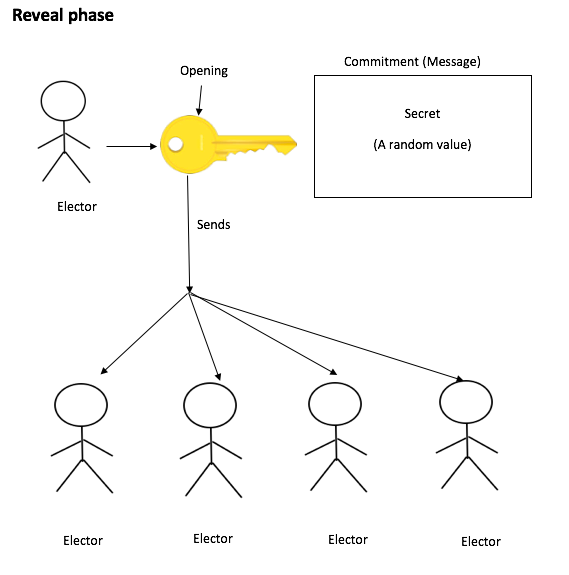 Reveal phase
Opening
Commitment (Message)
Secret
(A random value)
Elector
Sends
Elector
Elector
Elector
Elector